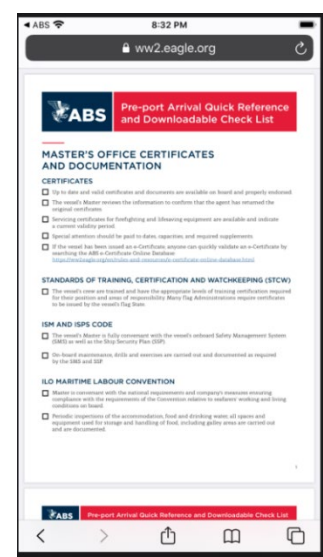 ABS 8:32 PM
ww2.eagle.org
ABS
Pre-port Arrival Quick Reference
and Downloadable Check List
MASTER'S OFFICE CERTIFICATES
AND DOCUMENTATION
CERTIFICATES
Up to date and valid certificates and documents are available on board and properly endorsed
The vessel's Master reviews the information to confirm that the agent has returned the
original certificates
Servicing certificates for firefighting and lifesaving equipment are available and indicate
a current validity period
Special attention should be paid to dates, capacities, and required supplements
If the vessel has been issued an e-Certificate, anyone can quickly validate an e-Certificate by
searching the ABS e-Certificate Online Database
STANDARDS OF TRAINING, CERTIFICATION AND WATCHKEEPING (STCW)
The vessel's crew are trained and have the appropriate levels of training certification required
for their position and areas of responsibility. Many Flag Administrations require certificates
to be issued by the vessel's Flag State
ISM AND ISPS CODE
The vessel's Master is fully conversant with the vessel's onboard Safety Management System
(SMS) as well as the Ship Security Plan (SSP)
On-board maintenance, drills and exercises are carried out and documented as required
by the SMS and SSP
ILO MARITIME LABOUR CONVENTION
Master is conversant with the national requirements and company's measures ensuring
compliance with the requirements of the Convention relative to seafarers' working and living
conditions on board.
Periodic inspections of the accommodation, food and drinking water, all spaces and
equipment used for storage and handling of food, including galley areas are carried out
and are documented.
1
ABS Pre-port Arrival Quick Reference and Downloadable Check List